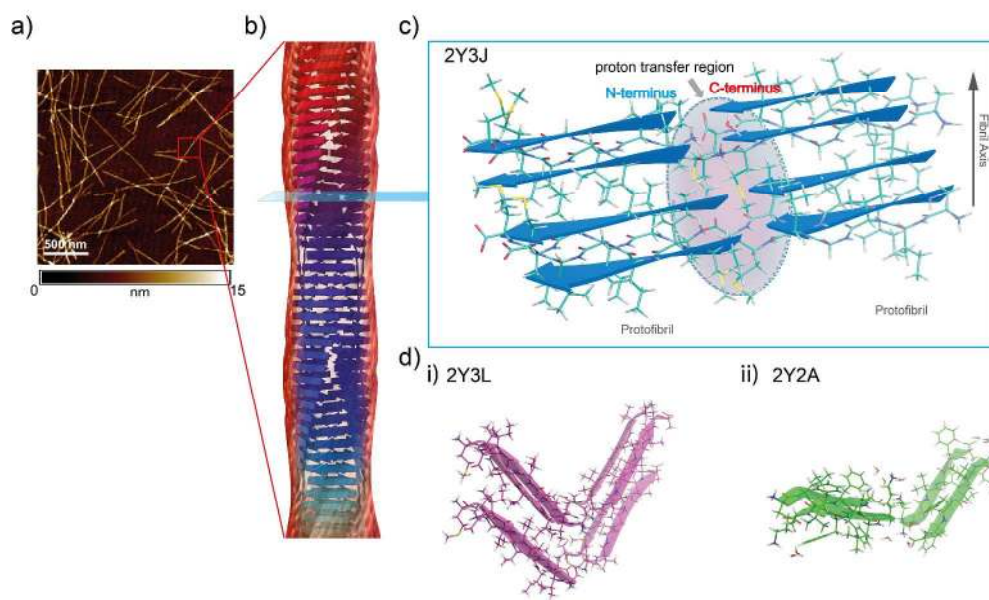 a)
500 nm
0
nm
15
b)
c)
2Y3J
proton transfer region
N-terminus
C-terminus
Fibril Axis
Protofibril
Protofibril
d)
i) 2Y3L
ii) 2Y2A